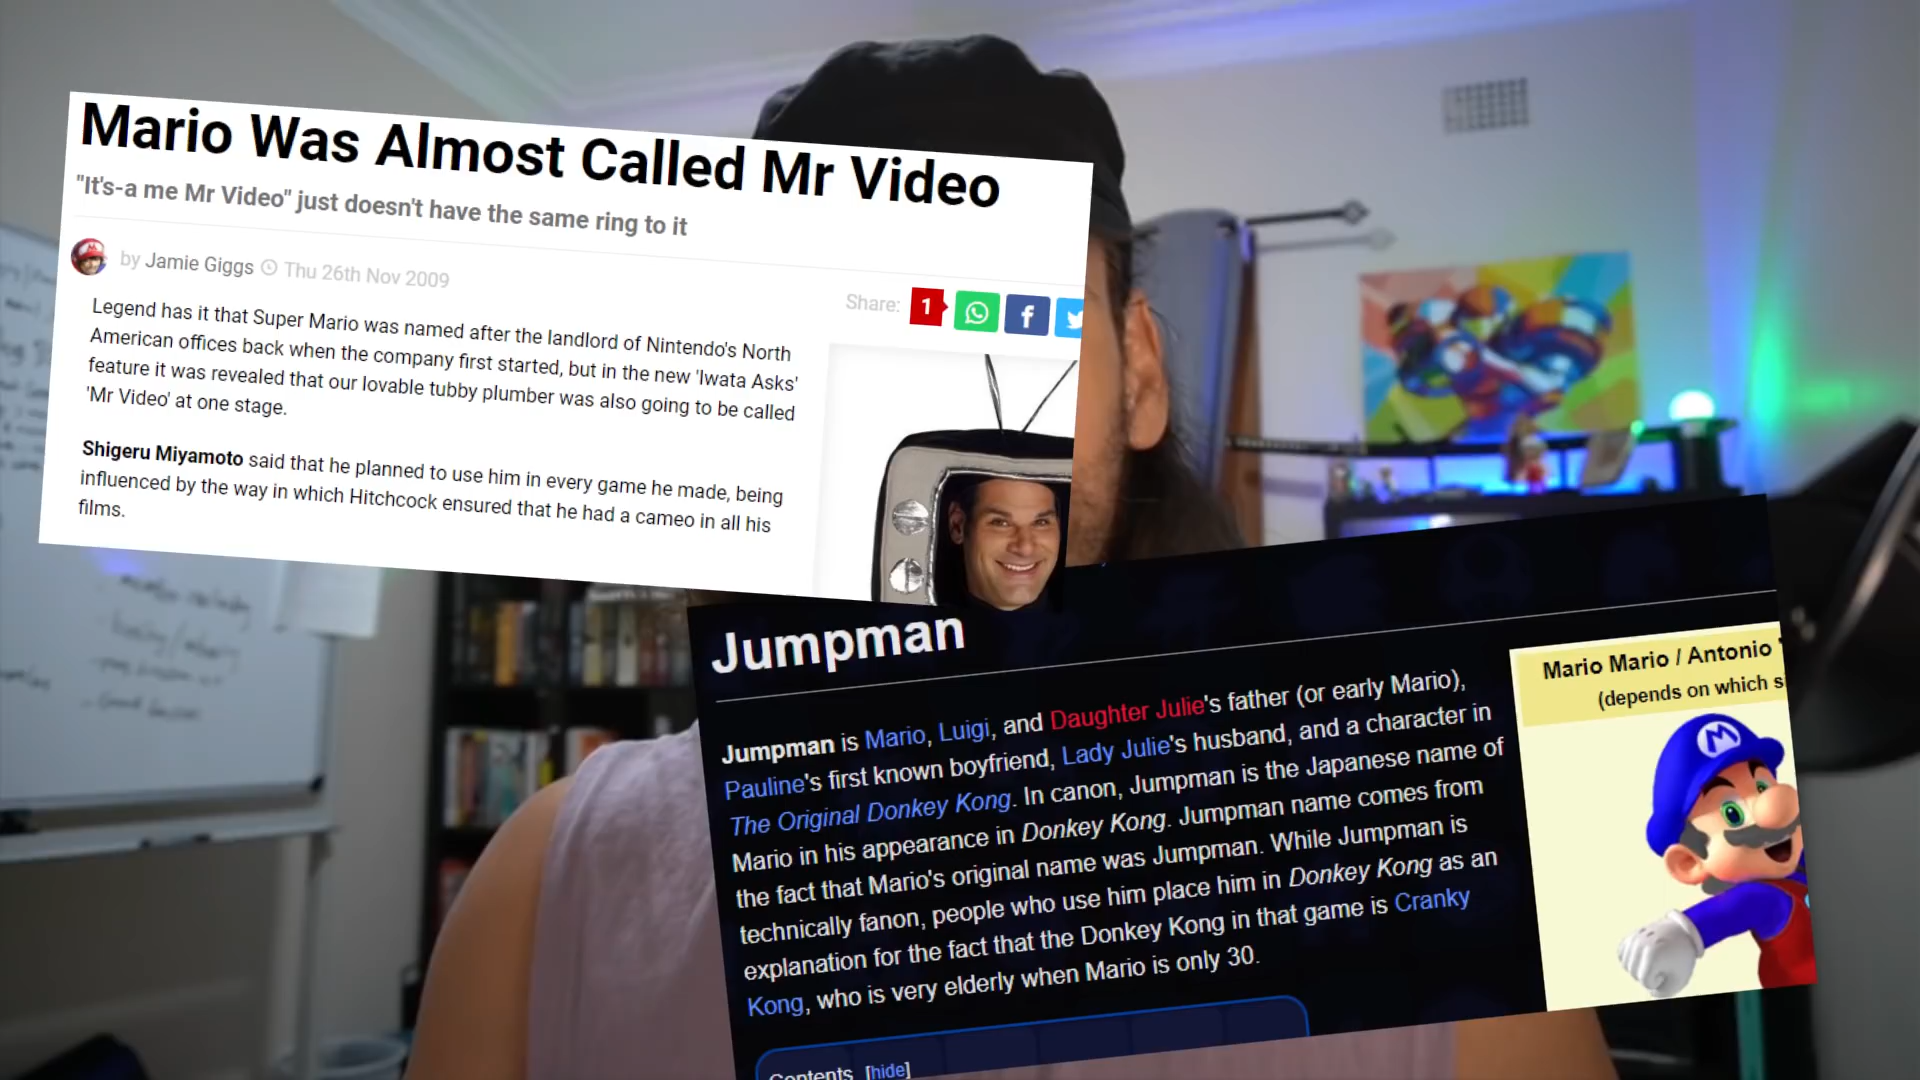 Mario Was Almost Called Mr Video
"It's-a me Mr Video" just doesn't have the same ring to it
by Jamie Giggs Thu 26th Nov 2009
Share: 1
Legend has it that Super Mario was named after the landlord of Nintendo's North
American offices back when the company first started, but in the new 'Iwata Asks'
feature it was revealed that our lovable tubby plumber was also going to be called
'Mr Video' at one stage.
Shigeru Miyamoto said that he planned to use him in every game he made, being
influenced by the way in which Hitchcock ensured that he had a cameo in all his
films.
Jumpman
Jumpman is Mario, Luigi, and Daughter Julie's father (or early Mario),
Pauline's first known boyfriend, Lady Julie's husband, and a character in
The Original Donkey Kong. In canon, Jumpman is the Japanese name of
Mario in his appearance in Donkey Kong. Jumpman name comes from
the fact that Mario's original name was Jumpman. While Jumpman is
technically fanon, people who use him place him in Donkey Kong as an
explanation for the fact that the Donkey Kong in that game is Cranky
Kong, who is very elderly when Mario is only 30.
Mario Mario / Antonio
(depends on which
Contents [hide]